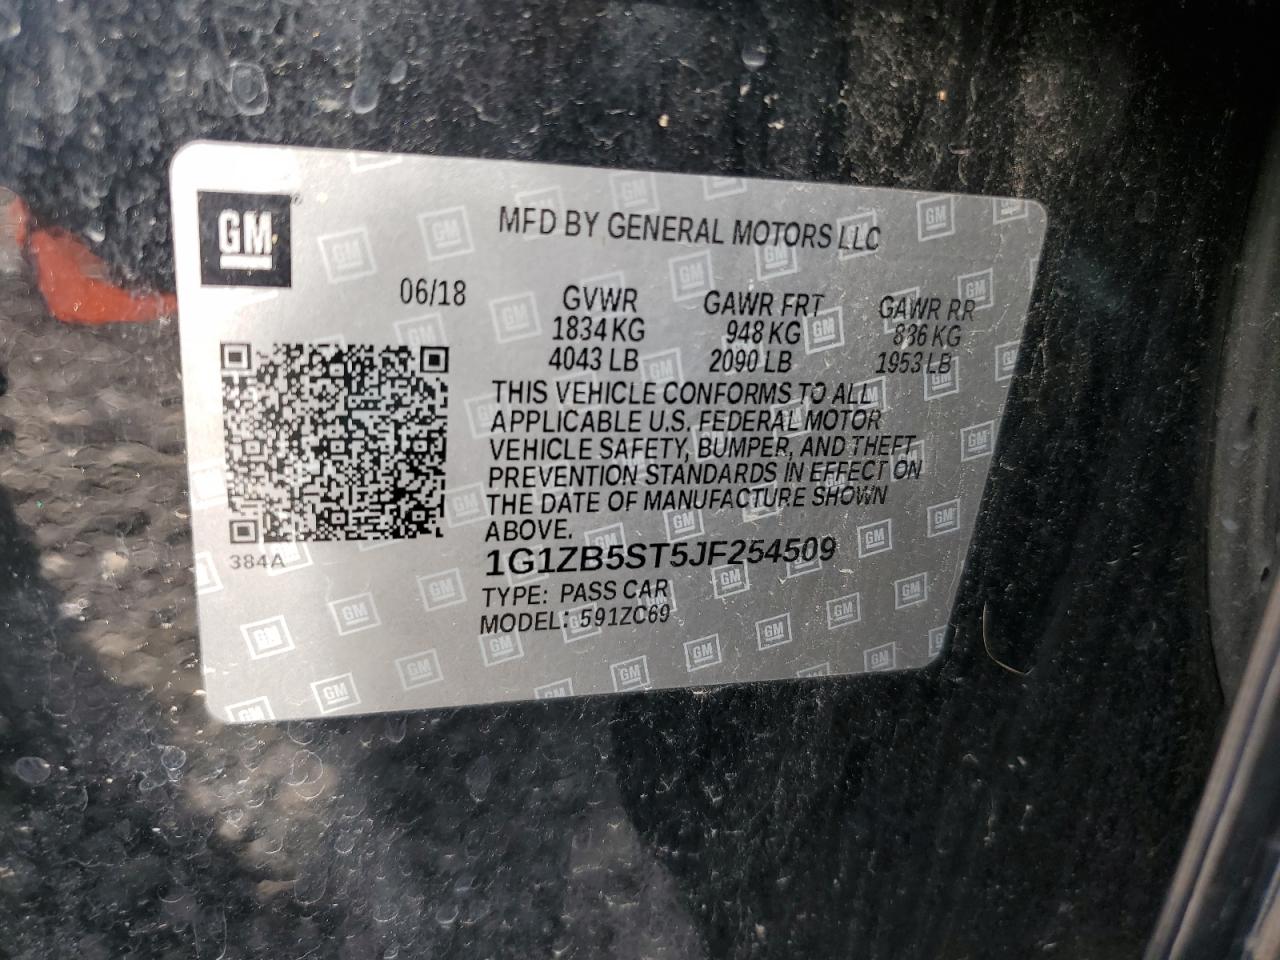 GM
MFD BY GENERAL MOTORS LLC
06/18
GVWR GAWR FRT GAWR RR
1834 KG 948 KG 886 KG
4043 LB 2090 LB 1953 LB
THIS VEHICLE CONFORMS TO ALL
APPLICABLE U.S. FEDERAL MOTOR
VEHICLE SAFETY, BUMPER, AND THEFT
PREVENTION STANDARDS IN EFFECT ON
THE DATE OF MANUFACTURE SHOWN
ABOVE.
384A
1G1ZB5ST5JF254509
TYPE: PASS CAR
MODEL: 591ZC69